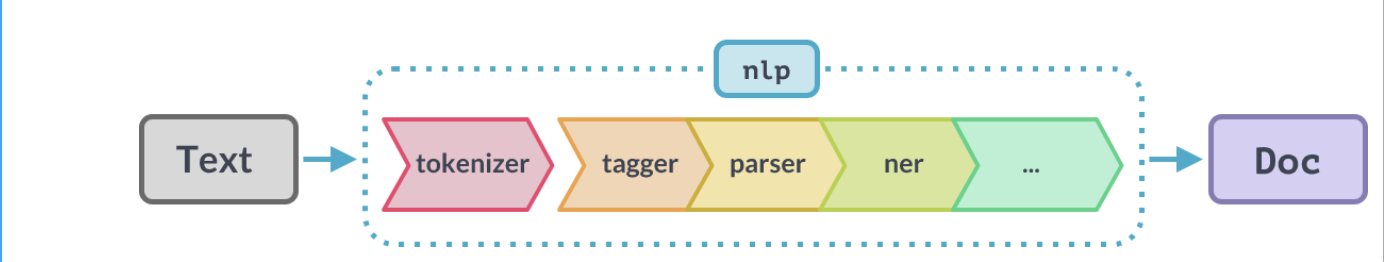 nlp
Text
tokenizer
tagger
parser
ner
...
Doc